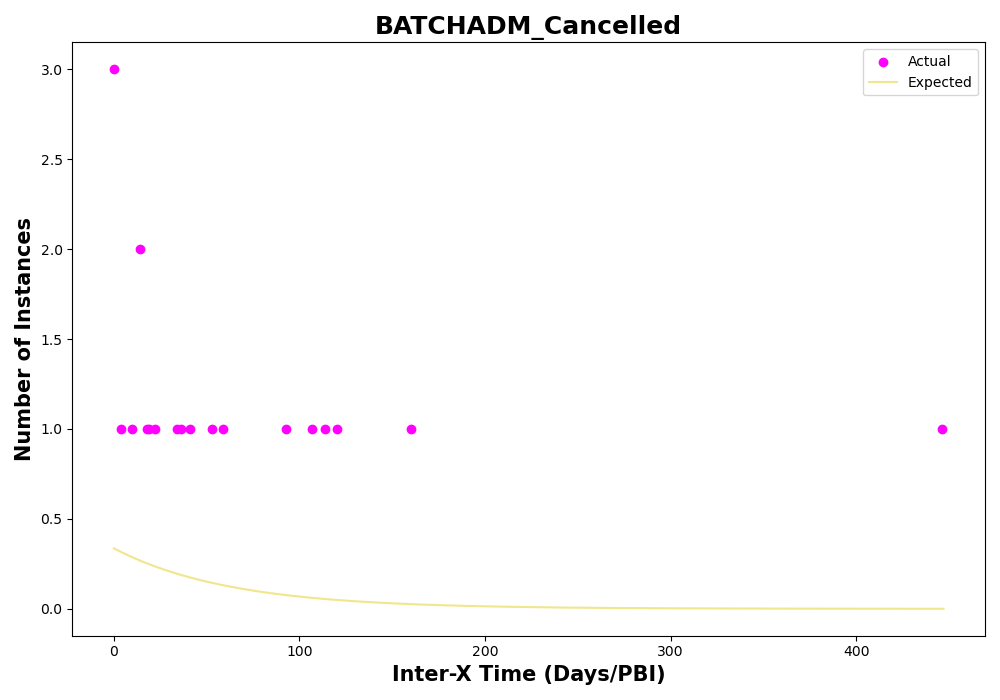 BATCHADM_Cancelled
Actual
Expected
Number of Instances
3.0
2.5
2.0
1.5
1.0
0.5
0.0
0
100
200
300
400
Inter-X Time (Days/PBI)